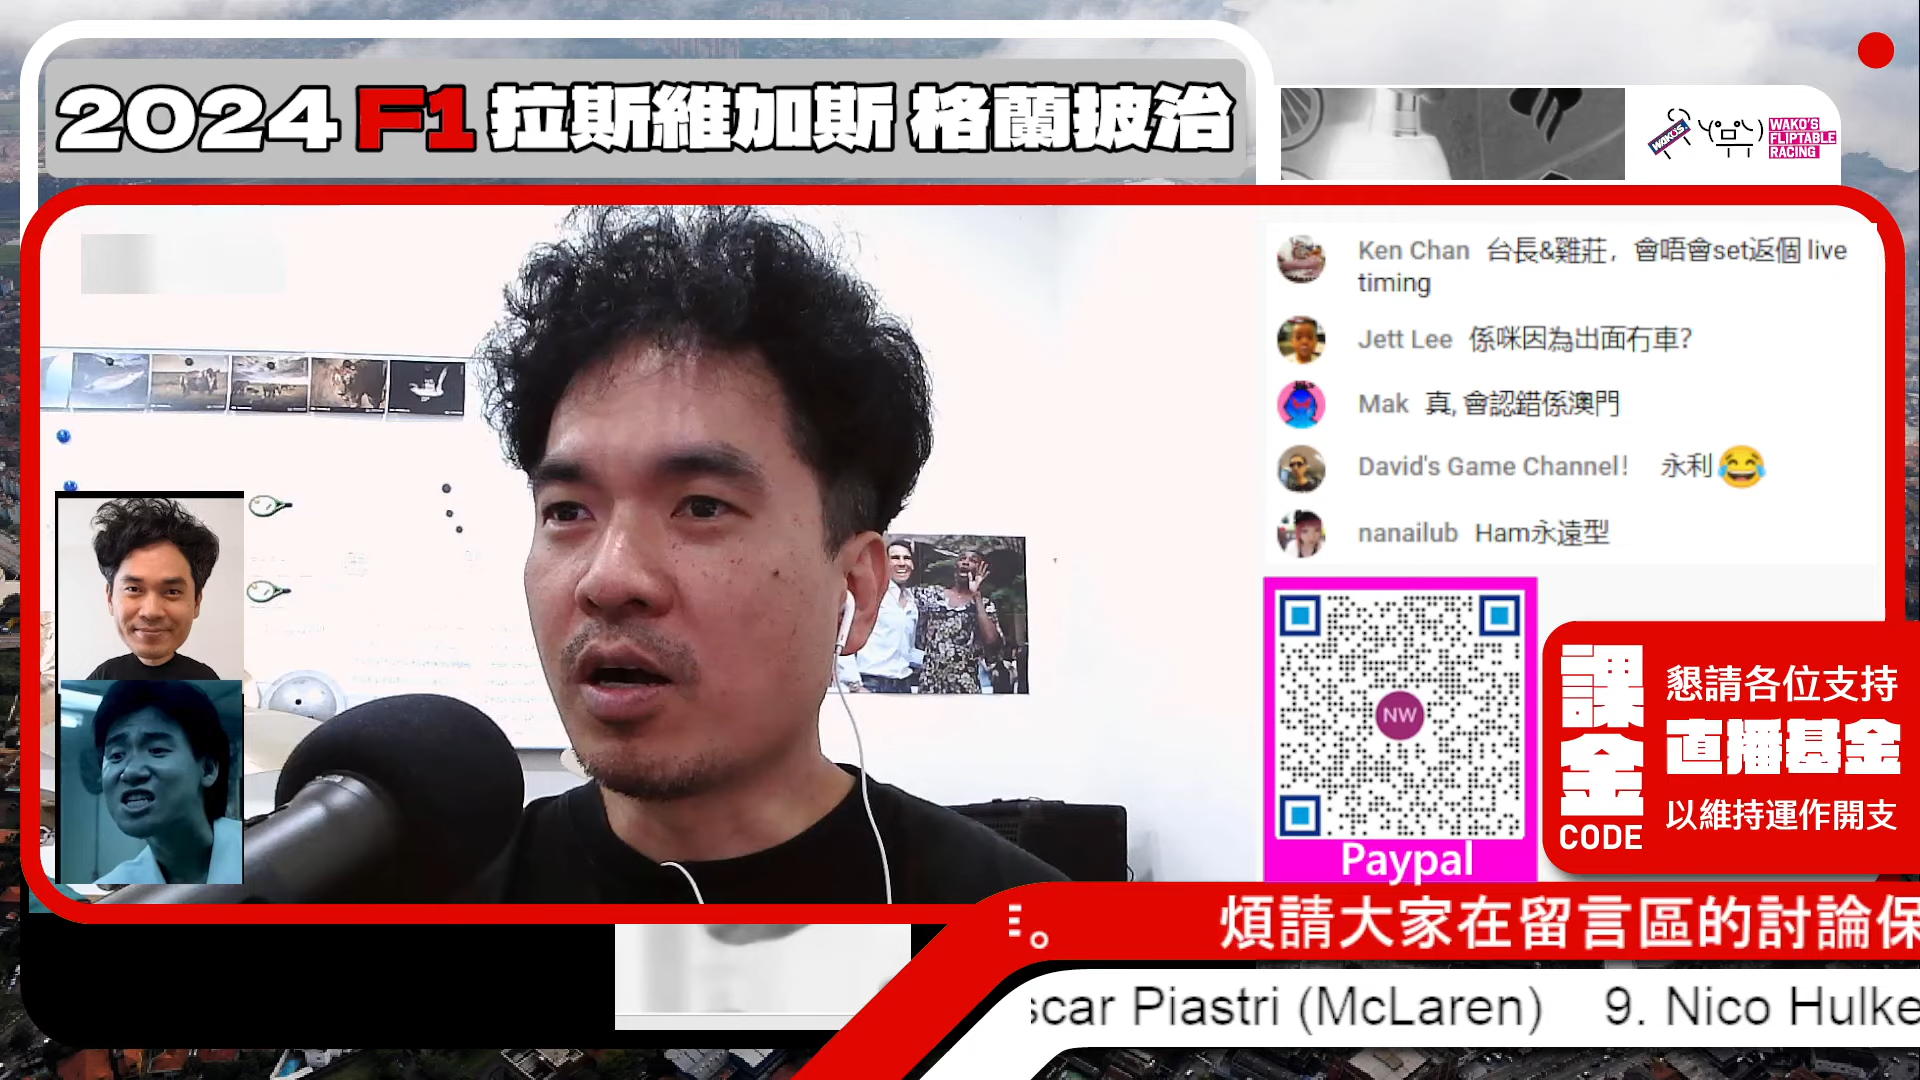 2024 F1 拉斯維加斯 格蘭披治
WAKO'S
WAKO'S
FLIPTABLE
RACING
Ken Chan 台長&雞莊，會唔會set返個 live
timing
Jett Lee 係咪因為出面冇車？
Mak 真, 會認錯係澳門
David's Game Channel! 永利😂
nanailub Ham永遠型
NW
Paypal
課金
CODE
懇請各位支持
直播基金
以維持運作開支
。 煩請大家在留言區的討論保
scar Piastri (McLaren) 9. Nico Hulke